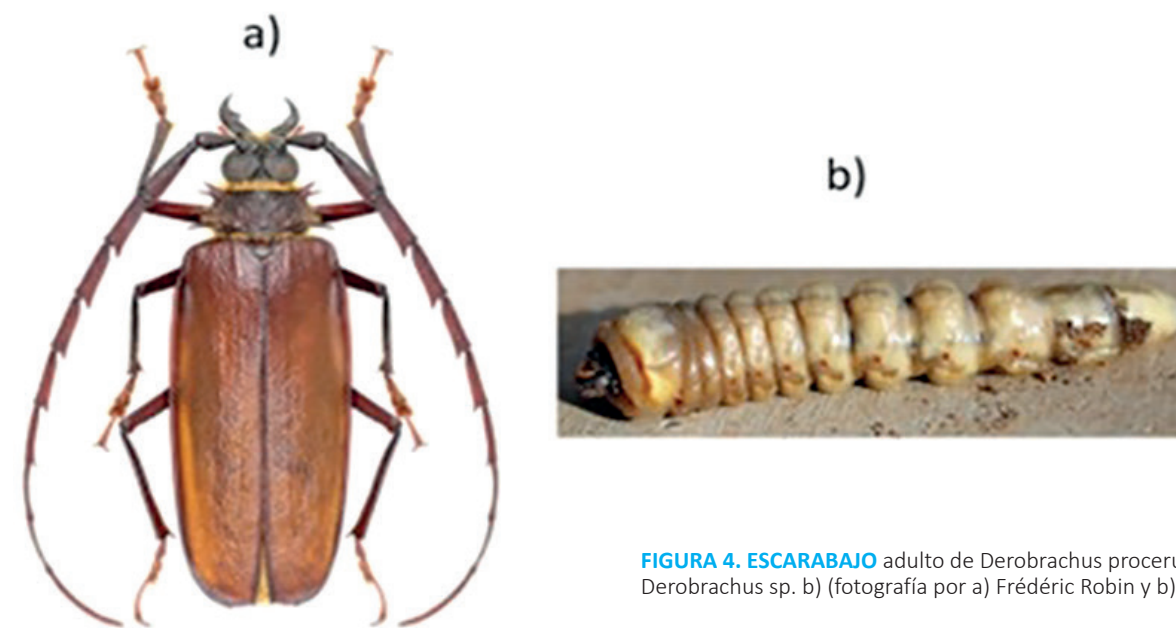 a)
b)
FIGURA 4. ESCARABAJO adulto de Derobrachus proceru
Derobrachus sp. b) (fotografía por a) Frédéric Robin y b)